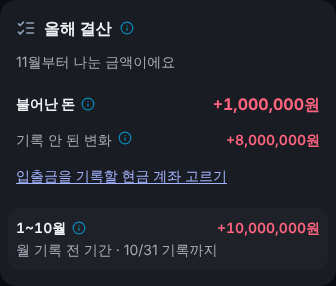 올해 결산
11월부터 나눈 금액이에요
불어난 돈 +1,000,000원
기록 안 된 변화 +8,000,000원
입출금을 기록할 현금 계좌 고르기
1~10월 +10,000,000원
월 기록 전 기간 · 10/31 기록까지